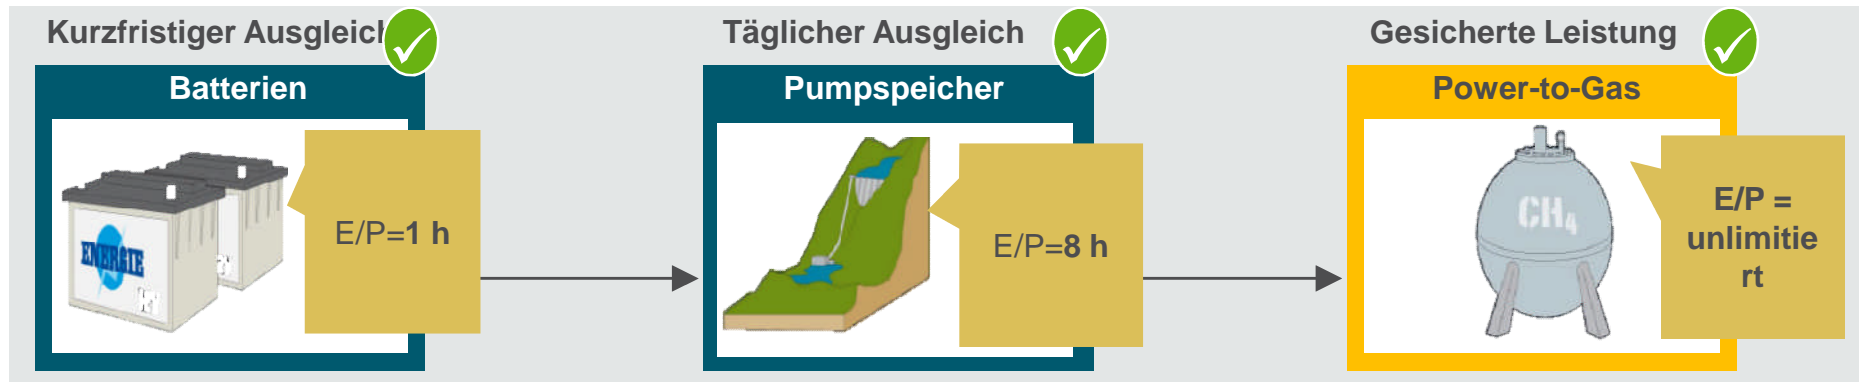 Kurzfristiger Ausgleich
Täglicher Ausgleich
Gesicherte Leistung
Batterien
Pumpspeicher
Power-to-Gas
ENERGIE
E/P=1 h
E/P=8 h
CH4
E/P =
unlimitie
rt